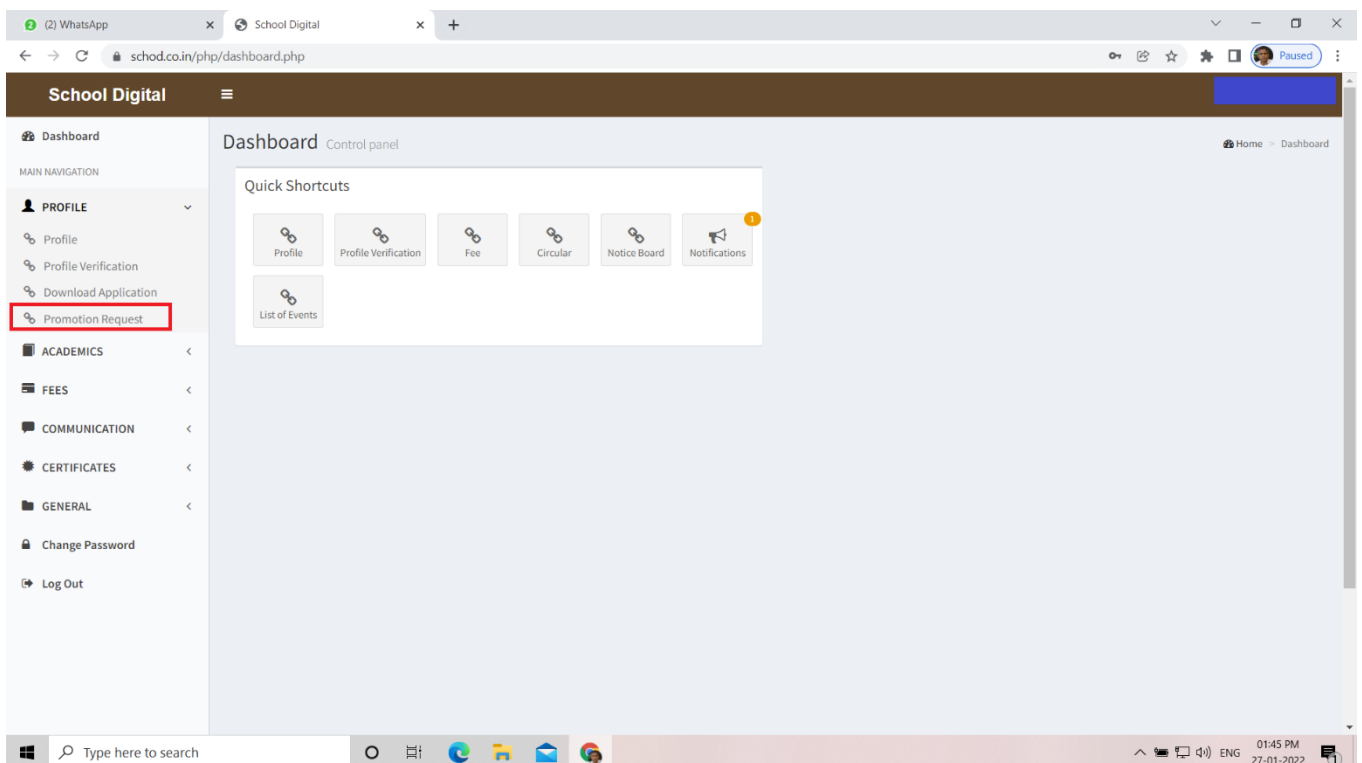 (2) WhatsApp
School Digital
schod.co.in/php/dashboard.php
Paused
School Digital
Dashboard
Dashboard Control panel
Home > Dashboard
MAIN NAVIGATION
Quick Shortcuts
PROFILE
Profile
Profile Verification
Download Application
Promotion Request
1
Profile
Profile Verification
Fee
Circular
Notice Board
Notifications
List of Events
ACADEMICS
FEES
COMMUNICATION
CERTIFICATES
GENERAL
Change Password
Log Out
Type here to search
ENG
01:45 PM
27-01-2022
1